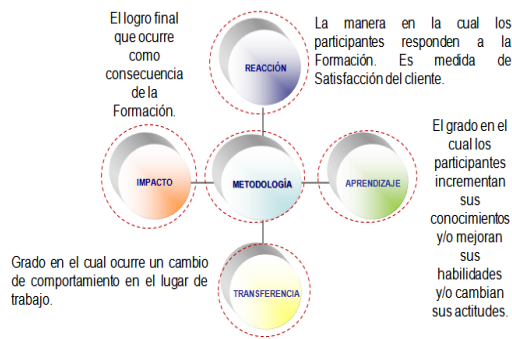 El logro final
que ocurre
como
consecuencia
de la
Formación.
REACCIÓN
La manera en la cual los
participantes responden a la
Formación. Es medida de
Satisfacción del cliente.
IMPACTO
METODOLOGÍA
APRENDIZAJE
El grado en el
cual los
participantes
incrementan
sus
conocimientos
y/o mejoran
sus
habilidades
y/o cambian
sus actitudes.
Grado en el cual ocurre un cambio
de comportamiento en el lugar de
trabajo.
TRANSFERENCIA